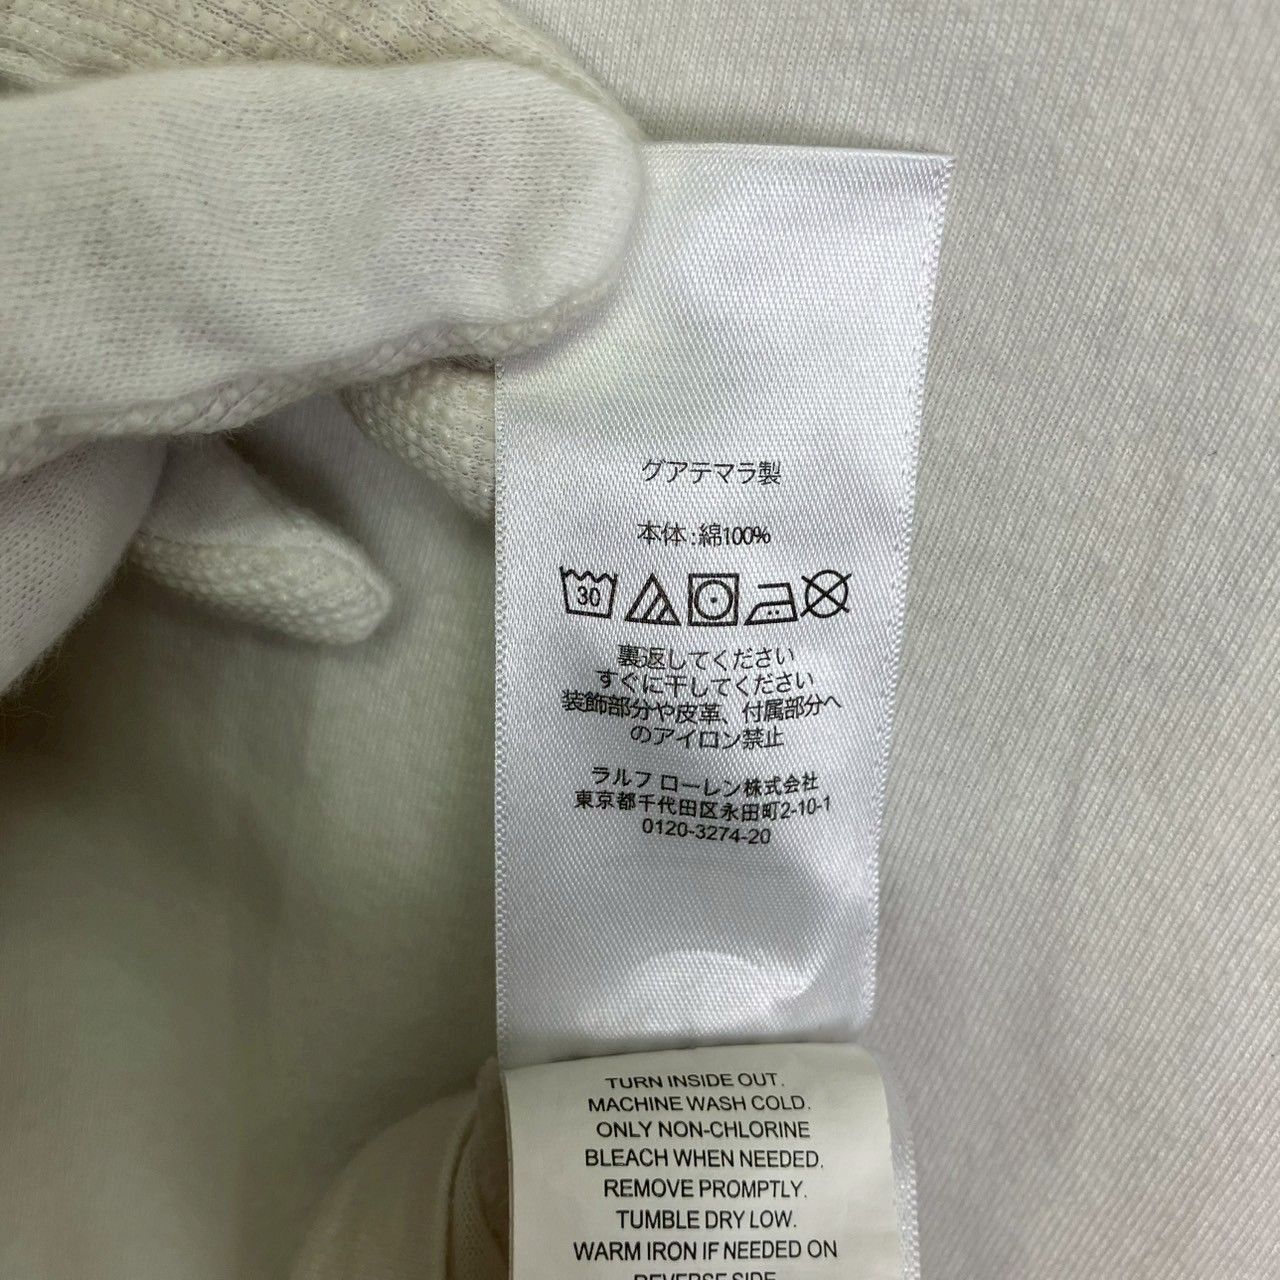 グアテマラ製
本体:綿100%
30
裏返してください
すぐに干してください
装飾部分や皮革、付属部分へ
のアイロン禁止
ラルフ ローレン株式会社
東京都千代田区永田町2-10-1
0120-3274-20
TURN INSIDE OUT.
MACHINE WASH COLD.
ONLY NON-CHLORINE
BLEACH WHEN NEEDED.
REMOVE PROMPTLY.
TUMBLE DRY LOW.
WARM IRON IF NEEDED ON
REVERSE SIDE